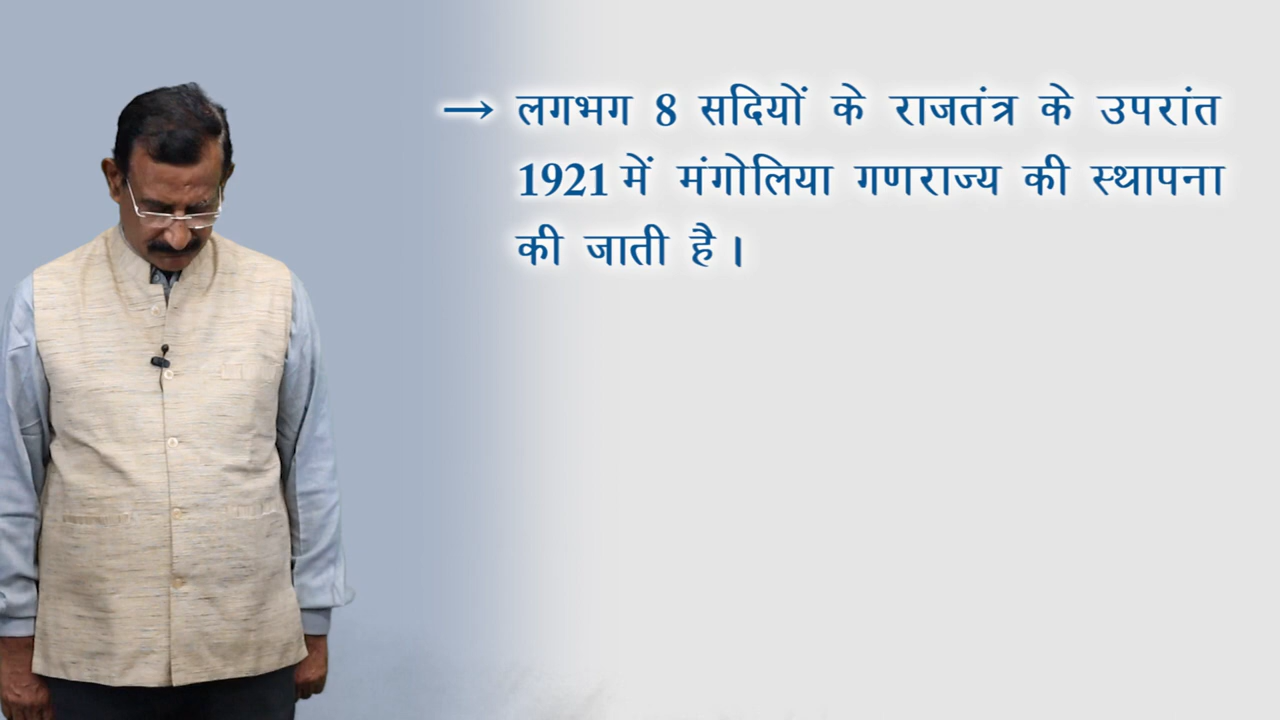 → लगभग 8 सदियों के राजतंत्र के उपरांत
1921 में मंगोलिया गणराज्य की स्थापना
की जाती है।